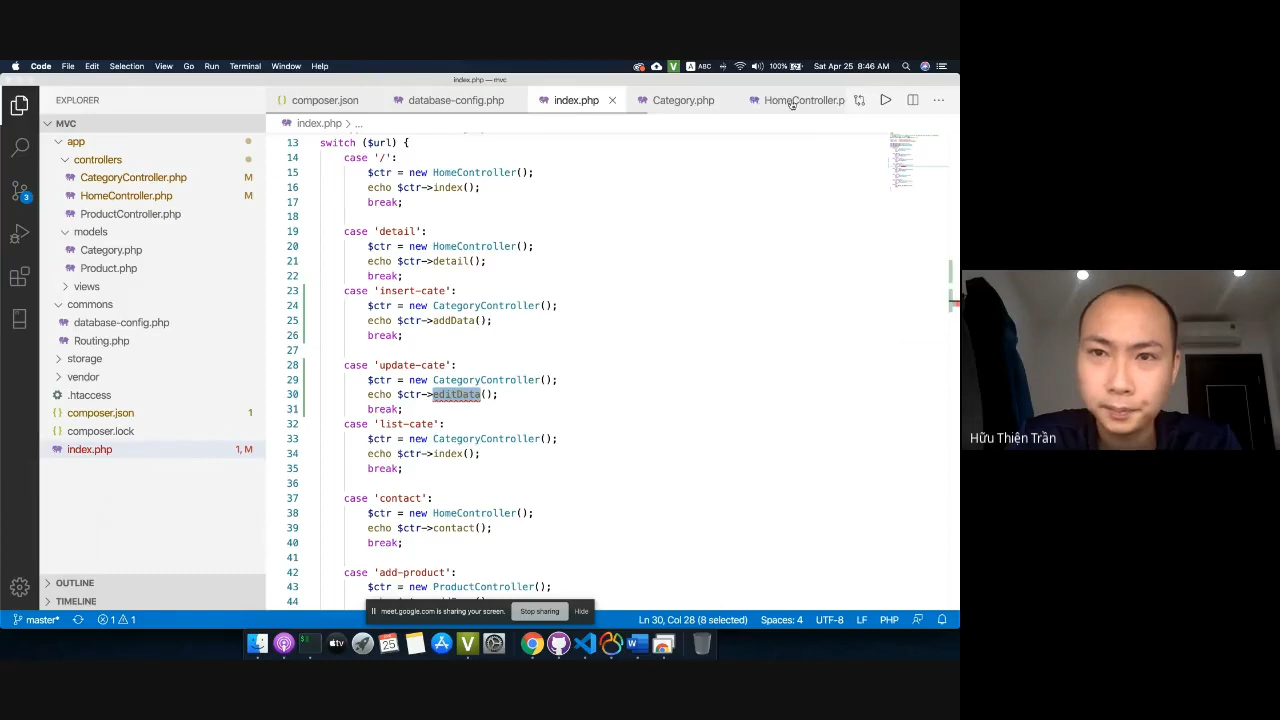 Code File Edit Selection View Go Run Terminal Window Help
V A ABC 100% Sat Apr 25 8:46 AM
index.php — mvc
EXPLORER
composer.json
database-config.php
index.php
Category.php
HomeController.p
MVC
index.php > ...
app
controllers
CategoryController.php M
HomeController.php M
ProductController.php
models
Category.php
Product.php
views
commons
database-config.php
Routing.php
storage
vendor
.htaccess
composer.json 1
composer.lock
index.php 1, M
3
OUTLINE
TIMELINE
13 switch ($url) {
14 case '/':
15 $ctr = new HomeController();
16 echo $ctr->index();
17 break;
18
19 case 'detail':
20 $ctr = new HomeController();
21 echo $ctr->detail();
22 break;
23 case 'insert-cate':
24 $ctr = new CategoryController();
25 echo $ctr->addData();
26 break;
27
28 case 'update-cate':
29 $ctr = new CategoryController();
30 echo $ctr->editData();
31 break;
32 case 'list-cate':
33 $ctr = new CategoryController();
34 echo $ctr->index();
35 break;
36
37 case 'contact':
38 $ctr = new HomeController();
39 echo $ctr->contact();
40 break;
41
42 case 'add-product':
43 $ctr = new ProductController();
44
meet.google.com is sharing your screen. Stop sharing Hide
master* 1 1 Ln 30, Col 28 (8 selected) Spaces: 4 UTF-8 LF PHP
25
tv
V
W
Hữu Thiện Trần